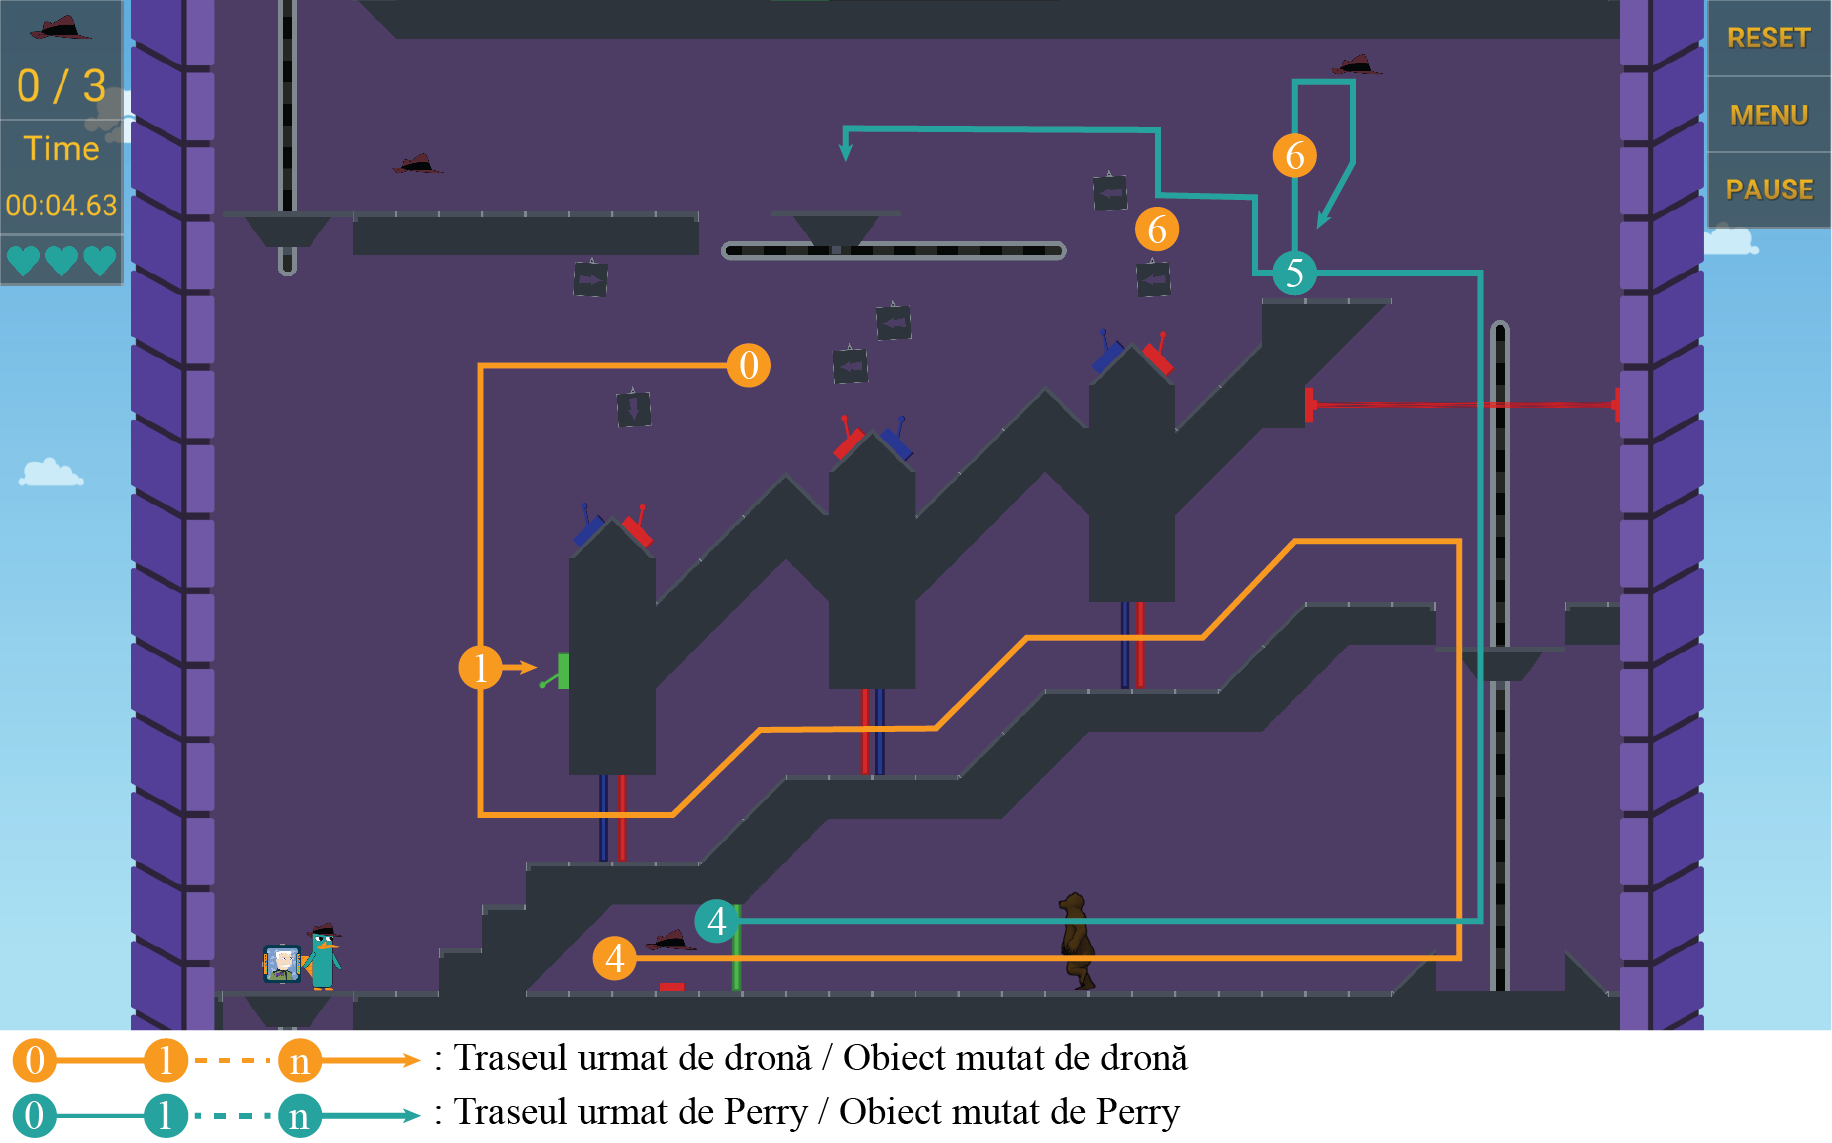 0 / 3
Time
00:04.63
RESET
MENU
PAUSE
6
6
5
0
1
4
4
0 1 n : Traseul urmat de dronă / Obiect mutat de dronă
0 1 n : Traseul urmat de Perry / Obiect mutat de Perry